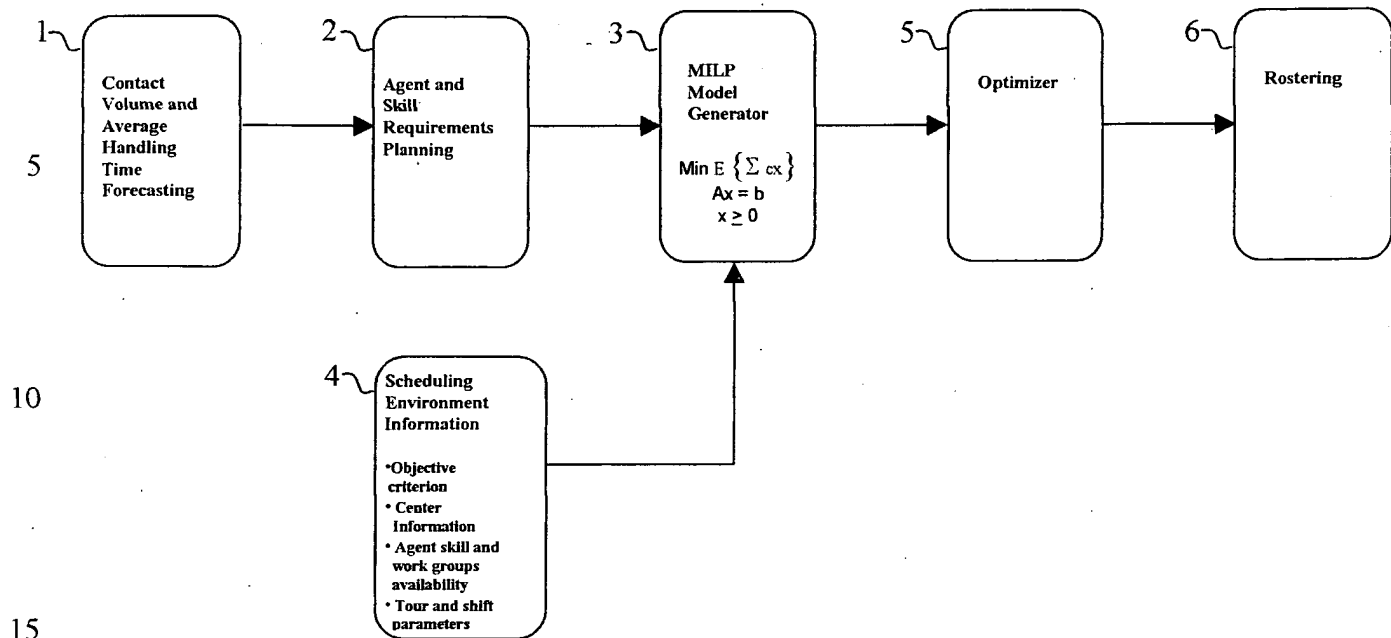 1
Contact
Volume and
Average
Handling
Time
Forecasting
2
Agent and
Skill
Requirements
Planning
3
MILP
Model
Generator
Min E { Σ cx}
Ax = b
x ≥ 0
5
Optimizer
6
Rostering
5
4
Scheduling
Environment
Information
•Objective
criterion
• Center
Information
• Agent skill and
work groups
availability
• Tour and shift
parameters
10
15